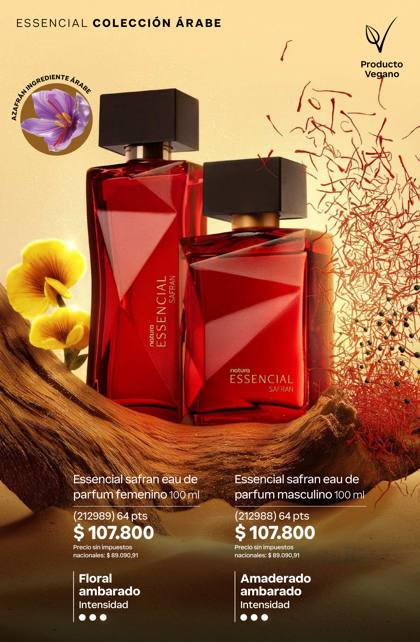 ESSENCIAL COLECCIÓN ÁRABE
Producto
Vegano
AZAFRÁN INGREDIENTE ÁRABE
natura
ESSENCIAL
SAFRAN
natura
ESSENCIAL
SAFRAN
Essencial safran eau de
parfum femenino 100 ml
(212989) 64 pts
$ 107.800
Precio sin impuestos
nacionales: $ 89.090,91
Floral
ambarado
Intensidad
Essencial safran eau de
parfum masculino 100 ml
(212988) 64 pts
$ 107.800
Precio sin impuestos
nacionales: $ 89.090,91
Amaderado
ambarado
Intensidad